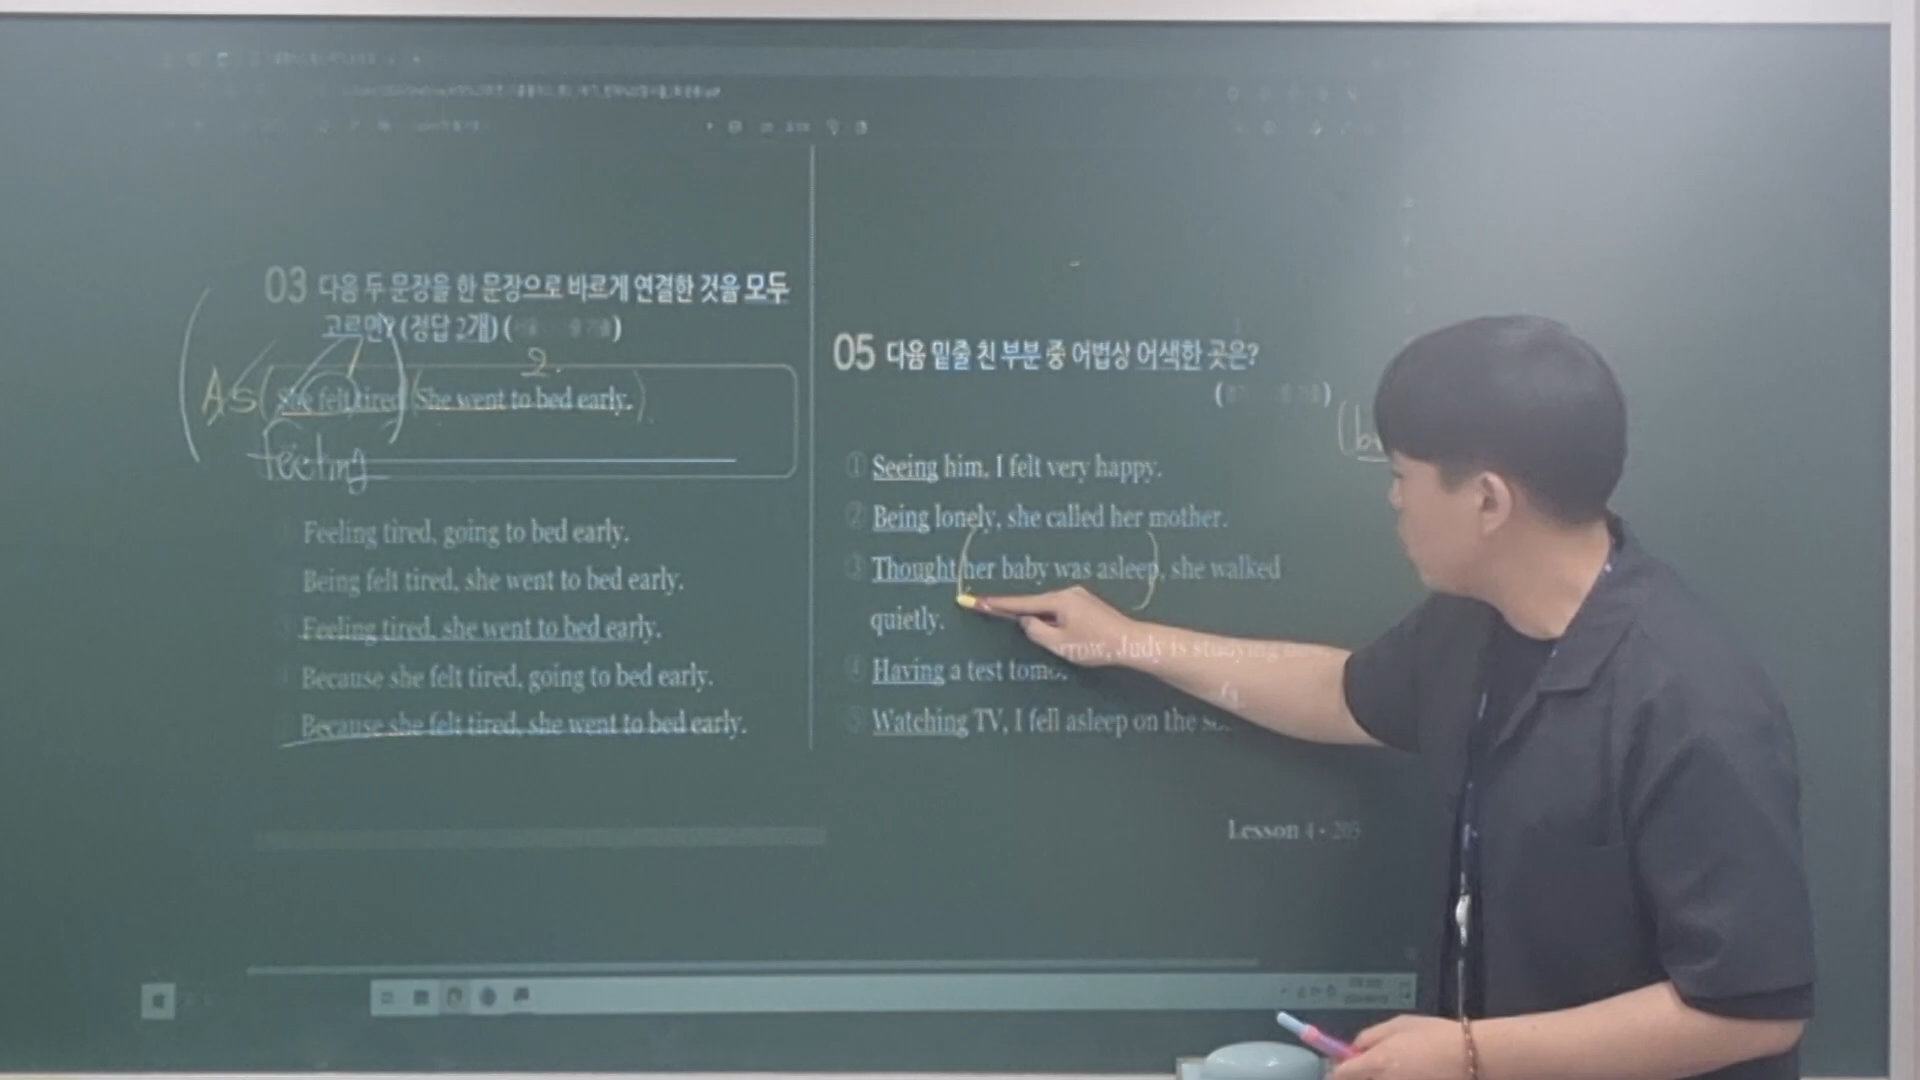 03 다음 두 문장을 한 문장으로 바르게 연결한 것을 모두
고르면? (정답 2개) (
2.
As (She felt tired. (She went to bed early.)
feeling
Feeling tired, going to bed early.
Being felt tired, she went to bed early.
Feeling tired, she went to bed early.
Because she felt tired, going to bed early.
Because she felt tired, she went to bed early.
05 다음 밑줄 친 부분 중 어법상 어색한 곳은?
① Seeing him, I felt very happy.
② Being lonely, she called her mother.
③ Thought (her baby was asleep), she walked
quietly.
④ Having a test tomorrow, Judy is studying
⑤ Watching TV, I fell asleep on the
Lesson 4 • 205